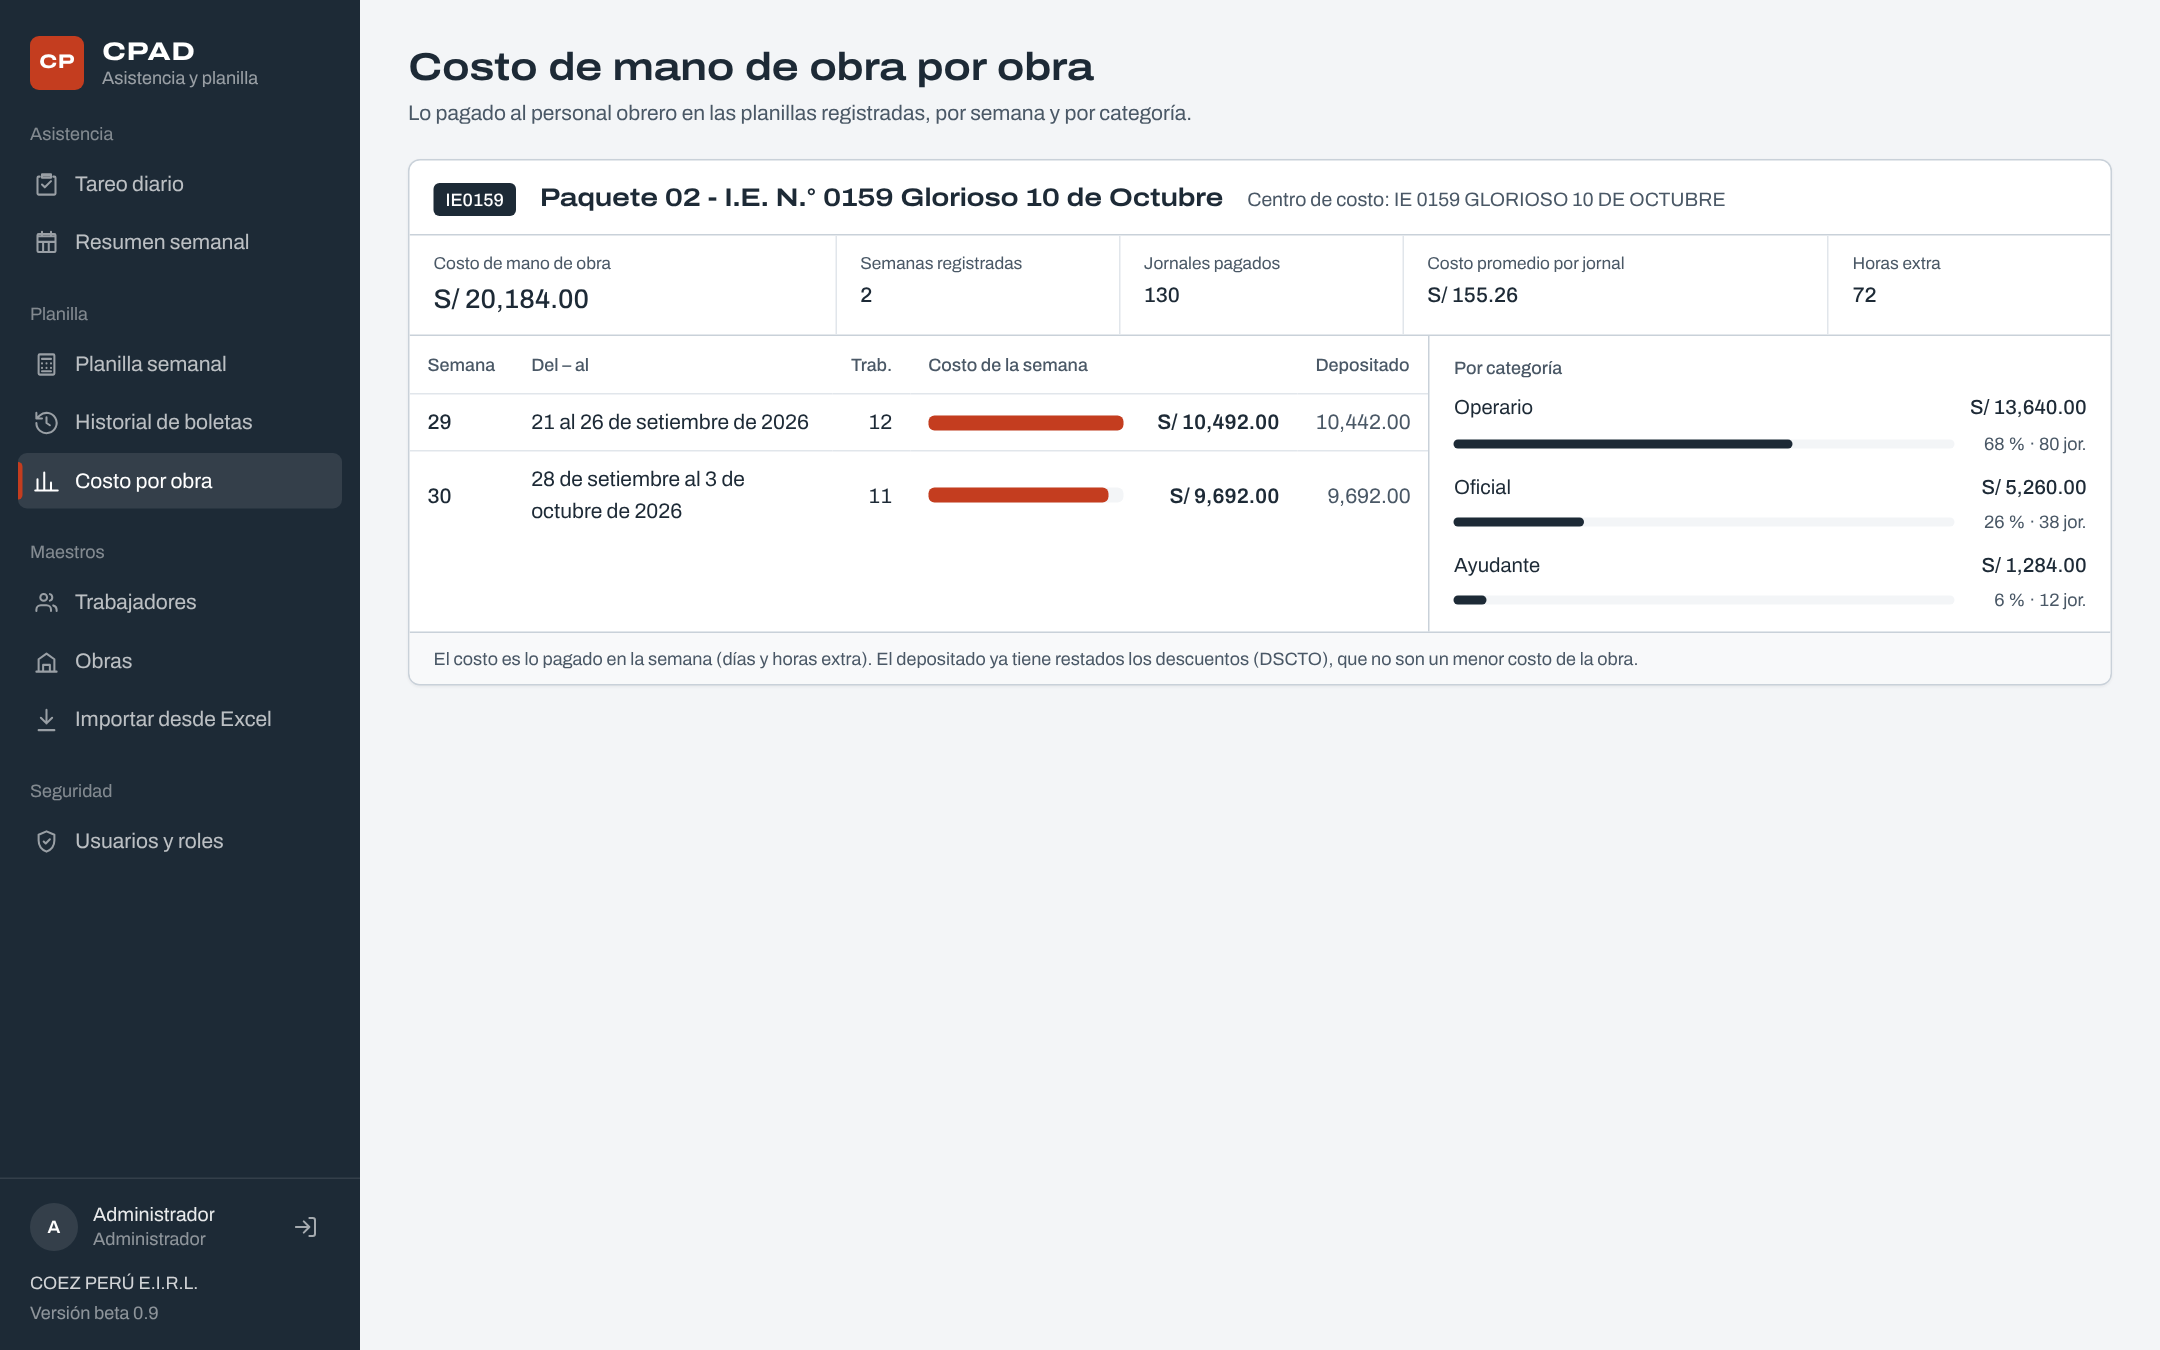 CP
CPAD
Asistencia y planilla
Asistencia
Tareo diario
Resumen semanal
Planilla
Planilla semanal
Historial de boletas
Costo por obra
Maestros
Trabajadores
Obras
Importar desde Excel
Seguridad
Usuarios y roles
A
Administrador
Administrador
COEZ PERÚ E.I.R.L.
Versión beta 0.9
Costo de mano de obra por obra
Lo pagado al personal obrero en las planillas registradas, por semana y por categoría.
IE0159 Paquete 02 - I.E. N.° 0159 Glorioso 10 de Octubre Centro de costo: IE 0159 GLORIOSO 10 DE OCTUBRE
Costo de mano de obra
S/ 20,184.00
Semanas registradas
2
Jornales pagados
130
Costo promedio por jornal
S/ 155.26
Horas extra
72
Semana Del – al Trab. Costo de la semana Depositado
29 21 al 26 de setiembre de 2026 12 S/ 10,492.00 10,442.00
30 28 de setiembre al 3 de octubre de 2026 11 S/ 9,692.00 9,692.00
Por categoría
Operario S/ 13,640.00
68 % · 80 jor.
Oficial S/ 5,260.00
26 % · 38 jor.
Ayudante S/ 1,284.00
6 % · 12 jor.
El costo es lo pagado en la semana (días y horas extra). El depositado ya tiene restados los descuentos (DSCTO), que no son un menor costo de la obra.